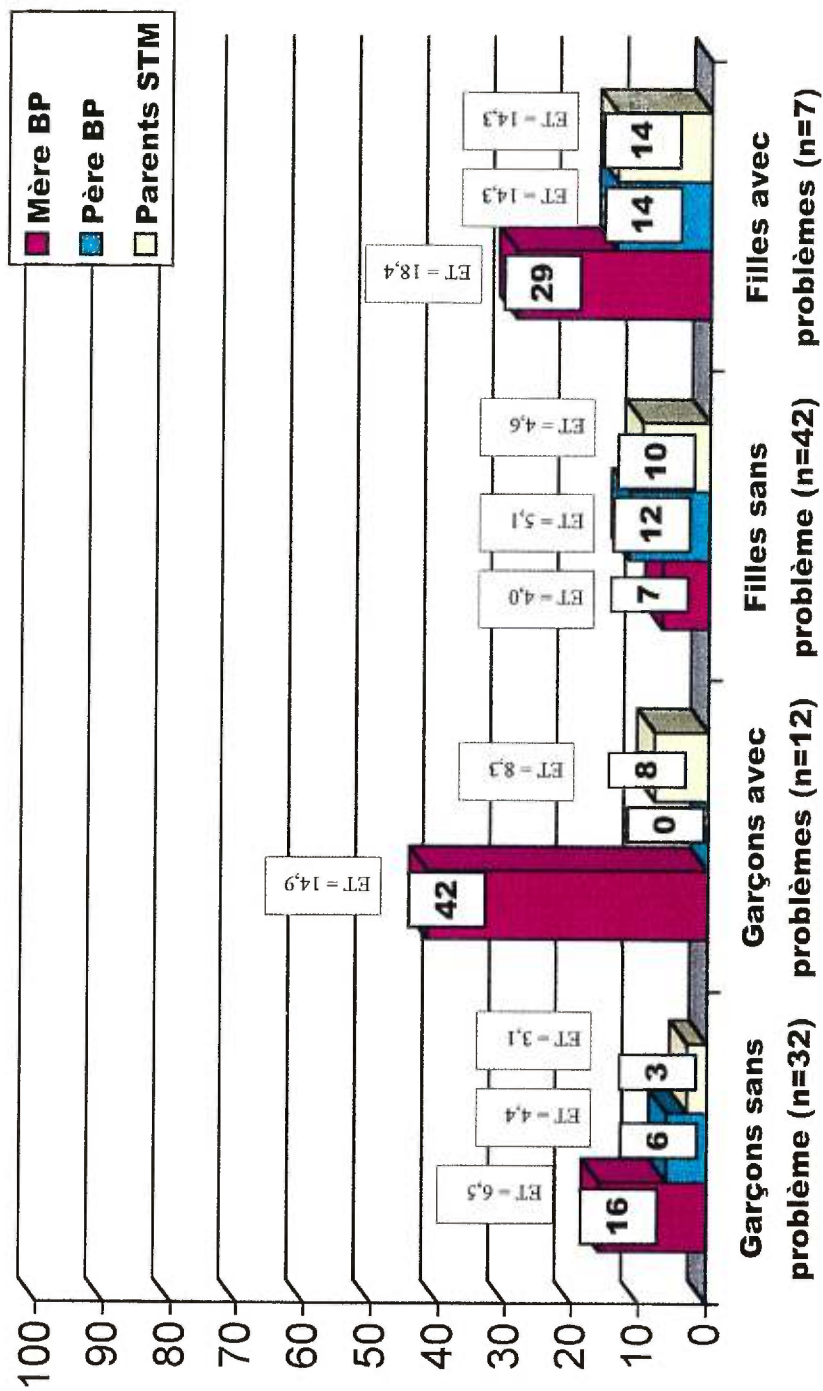 Mère BP
Père BP
Parents STM
100
90
80
70
60
50
40
30
20
10
0
ET = 6,5
ET = 4,4
ET = 3,1
16
6
3
ET = 14,9
ET = 8,3
42
0
8
ET = 4,0
ET = 5,1
ET = 4,6
7
12
10
ET = 18,4
ET = 14,3
ET = 14,3
29
14
14
Garçons sans
problème (n=32)
Garçons avec
problèmes (n=12)
Filles sans
problème (n=42)
Filles avec
problèmes (n=7)